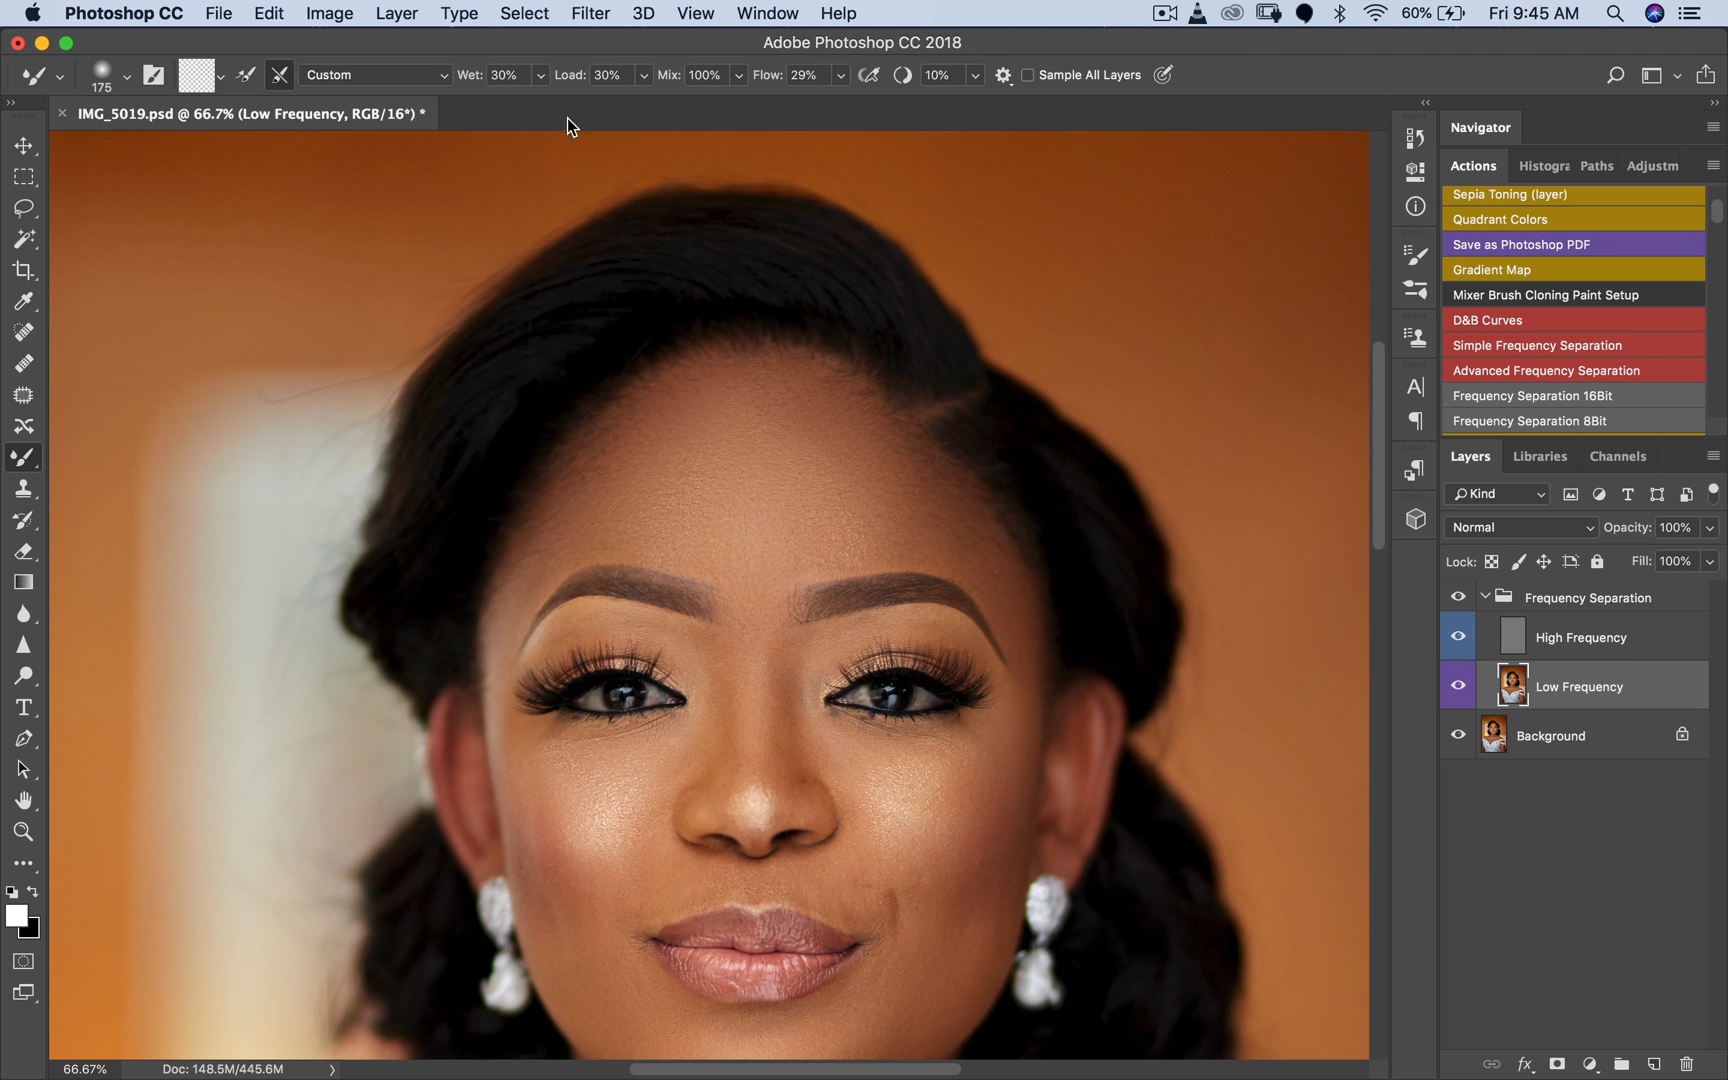 Photoshop CC File Edit Image Layer Type Select Filter 3D View Window Help 60% Fri 9:45 AM
Adobe Photoshop CC 2018
175 Custom Wet: 30% Load: 30% Mix: 100% Flow: 29% 10% Sample All Layers
IMG_5019.psd @ 66.7% (Low Frequency, RGB/16*) *
Navigator
Actions Histogra Paths Adjustm
Sepia Toning (layer)
Quadrant Colors
Save as Photoshop PDF
Gradient Map
Mixer Brush Cloning Paint Setup
D&B Curves
Simple Frequency Separation
Advanced Frequency Separation
Frequency Separation 16Bit
Frequency Separation 8Bit
Layers Libraries Channels
Kind
Normal Opacity: 100%
Lock: Fill: 100%
Frequency Separation
High Frequency
Low Frequency
Background
66.67% Doc: 148.5M/445.6M